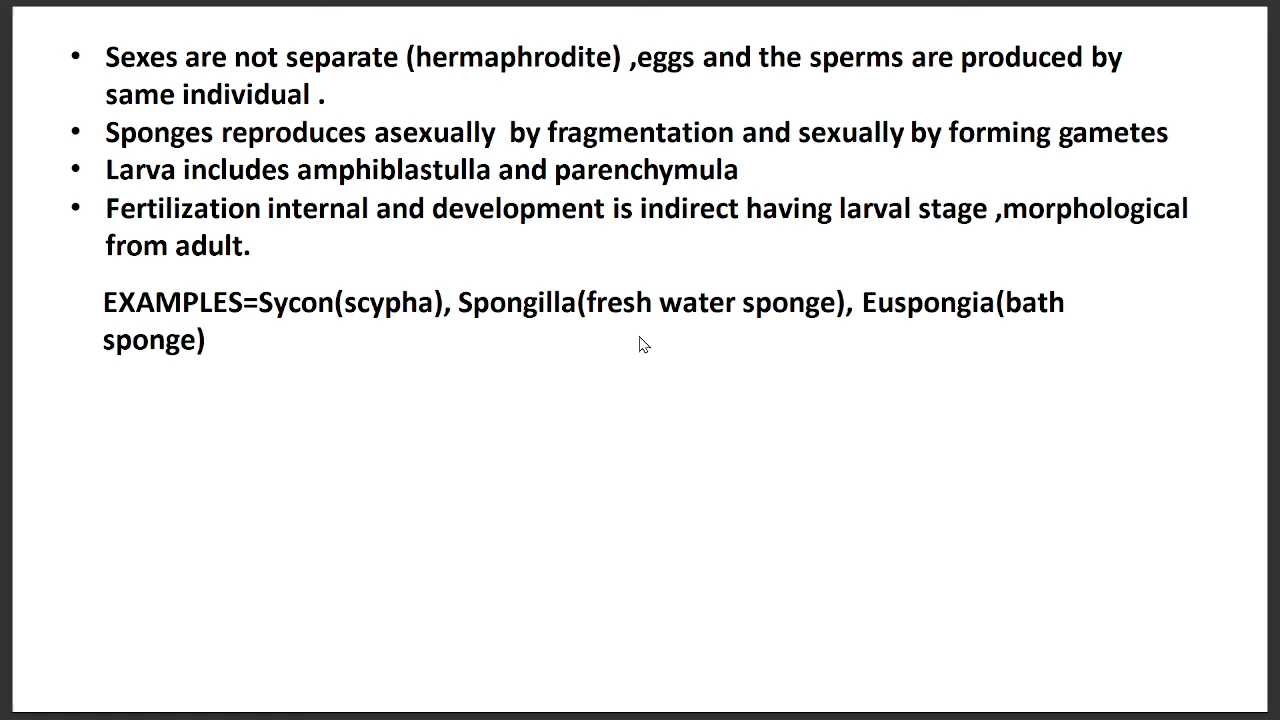 • Sexes are not separate (hermaphrodite) ,eggs and the sperms are produced by
same individual .
• Sponges reproduces asexually  by fragmentation and sexually by forming gametes
• Larva includes amphiblastulla and parenchymula
• Fertilization internal and development is indirect having larval stage ,morphological
from adult.
EXAMPLES=Sycon(scypha), Spongilla(fresh water sponge), Euspongia(bath
sponge)